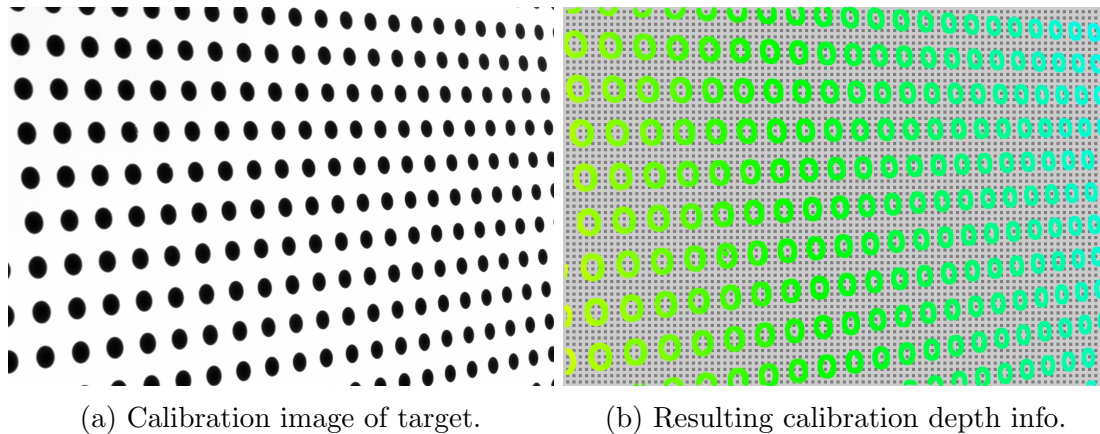 (a) Calibration image of target.
(b) Resulting calibration depth info.